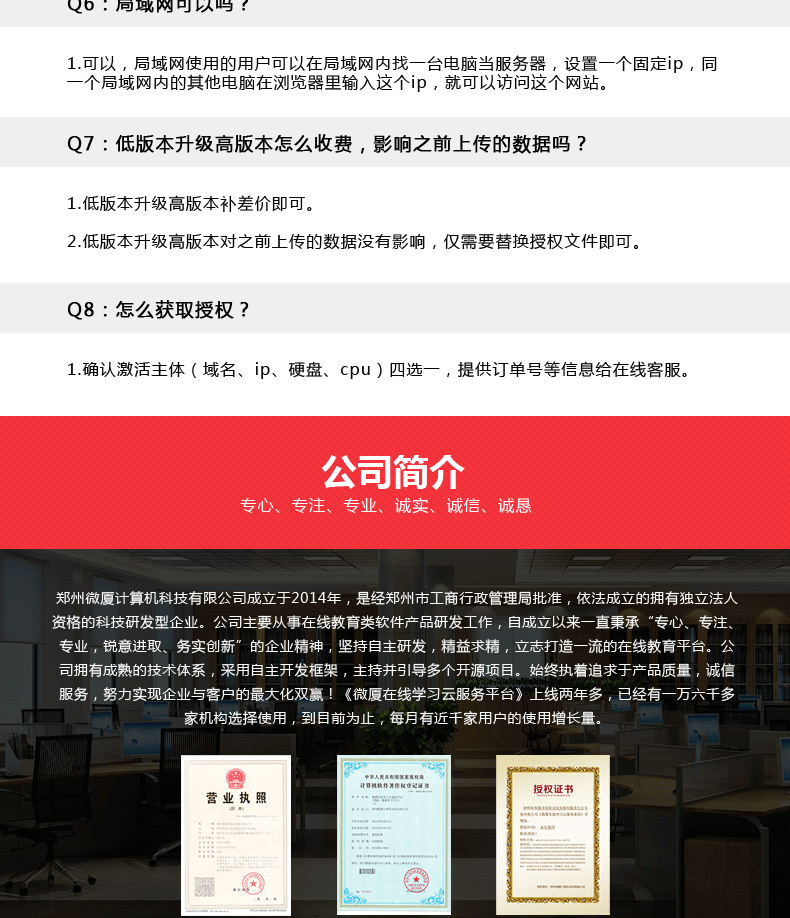 Q6：局域网可以吗？
1.可以，局域网使用的用户可以在局域网内找一台电脑当服务器，设置一个固定ip，同
一个局域网内的其他电脑在浏览器里输入这个ip，就可以访问这个网站。
Q7：低版本升级高版本怎么收费，影响之前上传的数据吗？
1.低版本升级高版本补差价即可。
2.低版本升级高版本对之前上传的数据没有影响，仅需要替换授权文件即可。
Q8：怎么获取授权？
1.确认激活主体（域名、ip、硬盘、cpu）四选一，提供订单号等信息给在线客服。
公司简介
专心、专注、专业、诚实、诚信、诚恳
郑州微厦计算机科技有限公司成立于2014年，是经郑州市工商行政管理局批准，依法成立的拥有独立法人
资格的科技研发型企业。公司主要从事在线教育类软件产品研发工作，自成立以来一直秉承“专心、专注、
专业，锐意进取、务实创新”的企业精神，坚持自主研发，精益求精，立志打造一流的在线教育平台。公
司拥有成熟的技术体系，采用自主开发框架，主持并引导多个开源项目。始终执着追求于产品质量，诚信
服务，努力实现企业与客户的最大化双赢！《微厦在线学习云服务平台》上线两年多，已经有一万六千多
家机构选择使用，到目前为止，每月有近千家用户的使用增长量。
营业执照
中华人民共和国国家版权局
计算机软件著作权登记证书
授权证书